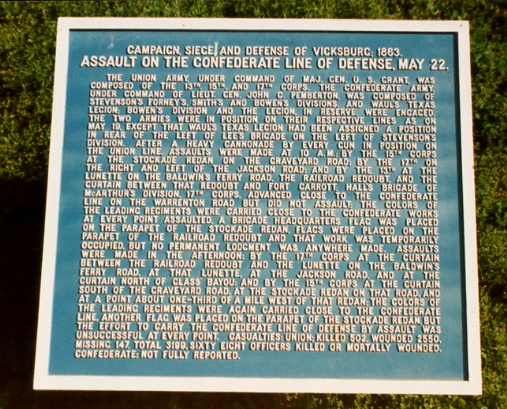 CAMPAIGN, SIEGE, AND DEFENSE OF VICKSBURG, 1863.
ASSAULT ON THE CONFEDERATE LINE OF DEFENSE, MAY 22.
THE UNION ARMY, UNDER COMMAND OF MAJ. GEN. U. S. GRANT, WAS
COMPOSED OF THE 13TH, 15TH, AND 17TH CORPS. THE CONFEDERATE ARMY,
UNDER COMMAND OF LIEUT. GEN. JOHN C. PEMBERTON, WAS COMPOSED OF
STEVENSON'S, FORNEY'S, SMITH'S AND BOWEN'S DIVISIONS, AND WAUL'S TEXAS
LEGION; BOWEN'S DIVISION AND THE LEGION, IN RESERVE, WERE ENGAGED.
THE TWO ARMIES WERE IN POSITION ON THEIR RESPECTIVE LINES, AS ON
MAY 19, EXCEPT THAT WAUL'S TEXAS LEGION HAD BEEN ASSIGNED A POSITION
IN REAR OF THE LEFT OF LEE'S BRIGADE ON THE LEFT OF STEVENSON'S
DIVISION. AFTER A HEAVY CANNONADE BY EVERY GUN IN POSITION ON
THE UNION LINE, ASSAULTS WERE MADE AT 10 A.M. BY THE 15TH CORPS
AT THE STOCKADE REDAN ON THE GRAVEYARD ROAD; BY THE 17TH ON
THE RIGHT AND LEFT OF THE JACKSON ROAD; AND BY THE 13TH AT THE
LUNETTE ON THE BALDWIN'S FERRY ROAD, THE RAILROAD REDOUBT, AND THE
CURTAIN BETWEEN THAT REDOUBT AND FORT GARROTT. HALL'S BRIGADE OF
McARTHUR'S DIVISION, 17TH CORPS, ADVANCED CLOSE TO THE CONFEDERATE
LINE ON THE WARRENTON ROAD BUT DID NOT ASSAULT. THE COLORS OF
THE LEADING REGIMENTS WERE CARRIED CLOSE TO THE CONFEDERATE WORKS
AT EVERY POINT ASSAULTED. A BRIGADE HEADQUARTERS FLAG WAS PLACED
ON THE PARAPET OF THE STOCKADE REDAN, FLAGS WERE PLACED ON THE
PARAPET OF THE RAILROAD REDOUBT AND THAT WORK WAS TEMPORARILY
OCCUPIED, BUT NO PERMANENT LODGMENT WAS ANYWHERE MADE. ASSAULTS
WERE MADE IN THE AFTERNOON; BY THE 17TH CORPS AT THE CURTAIN
BETWEEN THE RAILROAD REDOUBT AND THE LUNETTE ON THE BALDWIN'S
FERRY ROAD, AT THAT LUNETTE, AT THE JACKSON ROAD, AND AT THE
CURTAIN NORTH OF GLASS' BAYOU; AND BY THE 15TH CORPS AT THE CURTAIN
SOUTH OF THE GRAVEYARD ROAD, AT THE STOCKADE REDAN ON THAT ROAD, AND
AT A POINT ABOUT ONE-THIRD OF A MILE WEST OF THAT REDAN; THE COLORS OF
THE LEADING REGIMENTS WERE AGAIN CARRIED CLOSE TO THE CONFEDERATE
LINE, ANOTHER FLAG WAS PLACED ON THE PARAPET OF THE STOCKADE REDAN, BUT
THE EFFORT TO CARRY THE CONFEDERATE LINE OF DEFENSE BY ASSAULT WAS
UNSUCCESSFUL AT EVERY POINT. CASUALTIES: UNION; KILLED 502, WOUNDED 2550,
MISSING 147, TOTAL 3199, SIXTY EIGHT OFFICERS KILLED OR MORTALLY WOUNDED.
CONFEDERATE: NOT FULLY REPORTED.